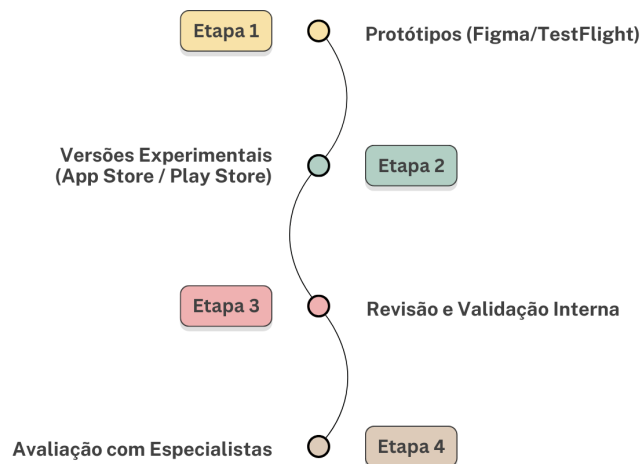 Etapa 1
Protótipos (Figma/TestFlight)
Versões Experimentais
(App Store / Play Store)
Etapa 2
Etapa 3
Revisão e Validação Interna
Avaliação com Especialistas
Etapa 4